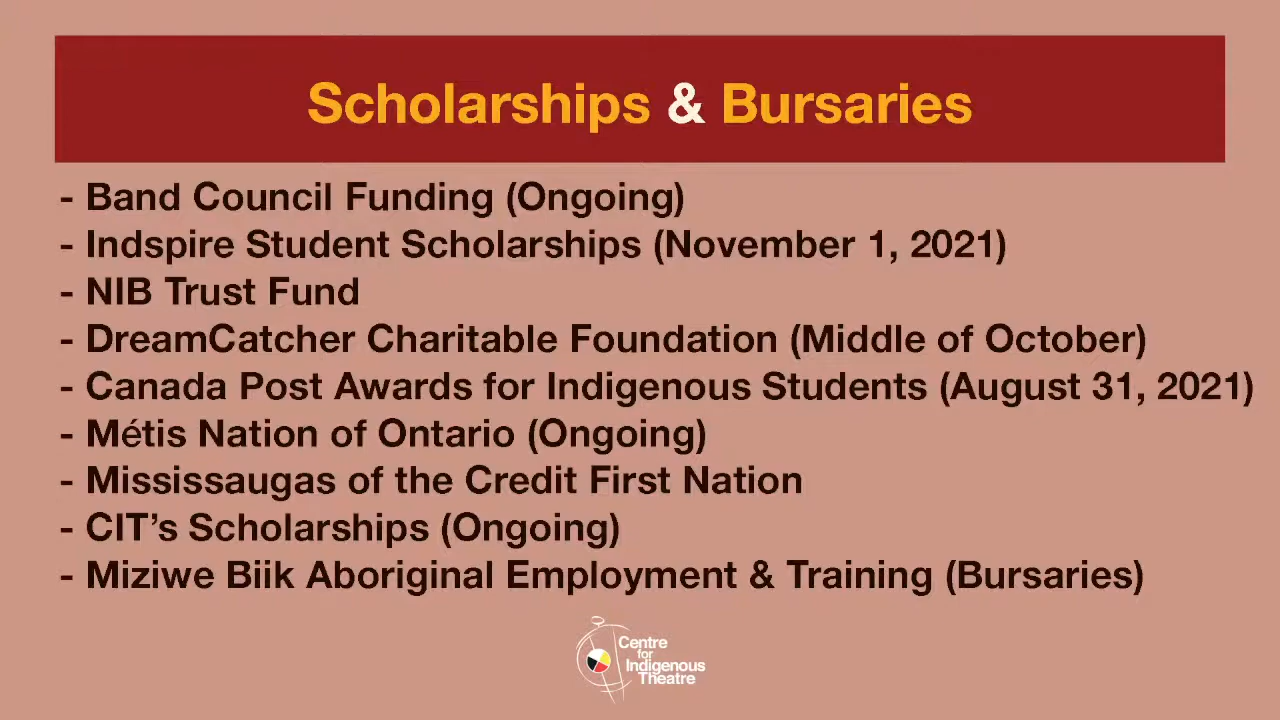 Scholarships & Bursaries
- Band Council Funding (Ongoing)
- Indspire Student Scholarships (November 1, 2021)
- NIB Trust Fund
- DreamCatcher Charitable Foundation (Middle of October)
- Canada Post Awards for Indigenous Students (August 31, 2021)
- Métis Nation of Ontario (Ongoing)
- Mississaugas of the Credit First Nation
- CIT’s Scholarships (Ongoing)
- Miziwe Biik Aboriginal Employment & Training (Bursaries)
Centre
for
Indigenous
Theatre